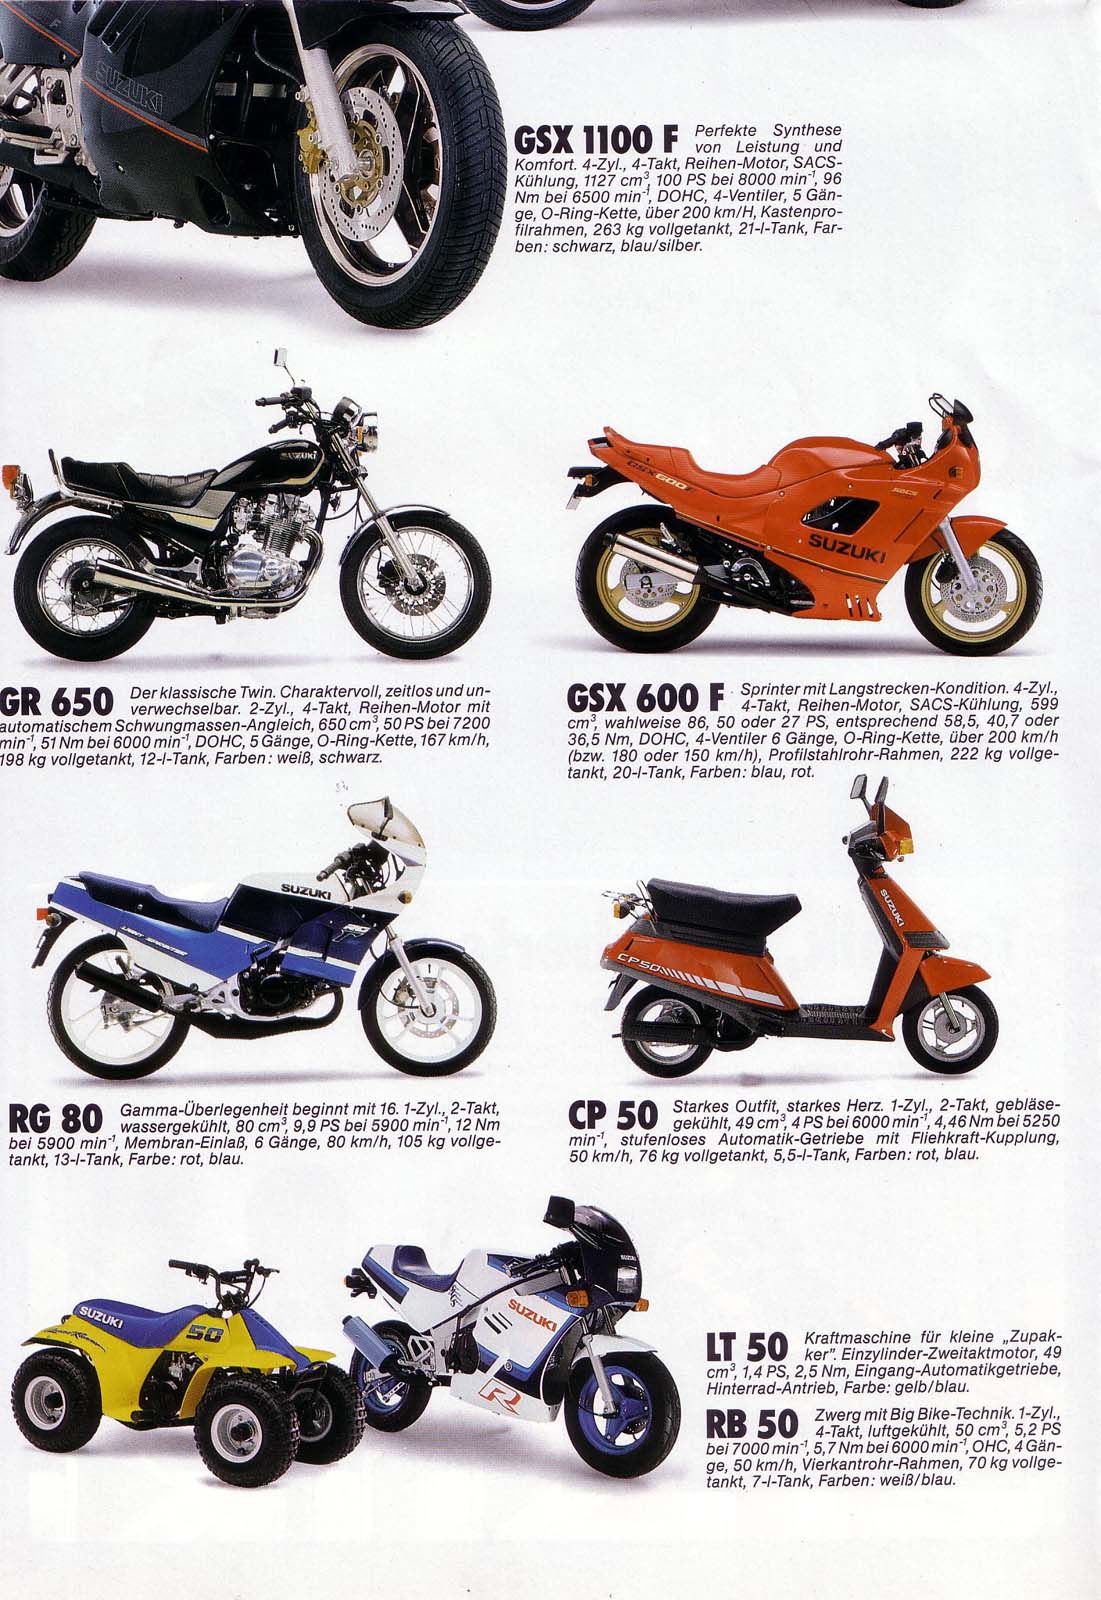 F
SUZUKI
GSX 1100 F Perfekte Synthese
von Leistung und
Komfort. 4-Zyl., 4-Takt, Reihen-Motor, SACS-
Kühlung, 1127 cm³, 100 PS bei 8000 min⁻¹, 96
Nm bei 6500 min⁻¹, DOHC, 4-Ventiler, 5 Gän-
ge, O-Ring-Kette, über 200 km/H, Kastenpro-
filrahmen, 263 kg vollgetankt, 21-l-Tank, Far-
ben: schwarz, blau/silber.
SUZUKI
GSX600F
SACS
SUZUKI
GR 650 Der klassische Twin. Charaktervoll, zeitlos und un-
verwechselbar. 2-Zyl., 4-Takt, Reihen-Motor mit
automatischem Schwungmassen-Angleich, 650 cm³, 50 PS bei 7200
min⁻¹, 51 Nm bei 6000 min⁻¹, DOHC, 5 Gänge, O-Ring-Kette, 167 km/h,
198 kg vollgetankt, 12-l-Tank, Farben: weiß, schwarz.
GSX 600 F Sprinter mit Langstrecken-Kondition. 4-Zyl.,
4-Takt, Reihen-Motor, SACS-Kühlung, 599
cm³, wahlweise 86, 50 oder 27 PS, entsprechend 58,5, 40,7 oder
36,5 Nm, DOHC, 4-Ventiler 6 Gänge, O-Ring-Kette, über 200 km/h
(bzw. 180 oder 150 km/h), Profilstahlrohr-Rahmen, 222 kg vollge-
tankt, 20-l-Tank, Farben: blau, rot.
SUZUKI
RG
SUZUKI
CP50
RG 80 Gamma-Überlegenheit beginnt mit 16. 1-Zyl., 2-Takt,
wassergekühlt, 80 cm³, 9,9 PS bei 5900 min⁻¹, 12 Nm
bei 5900 min⁻¹, Membran-Einlaß, 6 Gänge, 80 km/h, 105 kg vollge-
tankt, 13-l-Tank, Farbe: rot, blau.
CP 50 Starkes Outfit, starkes Herz. 1-Zyl., 2-Takt, gebläse-
gekühlt, 49 cm³, 4 PS bei 6000 min⁻¹, 4,46 Nm bei 5250
min⁻¹, stufenloses Automatik-Getriebe mit Fliehkraft-Kupplung,
50 km/h, 76 kg vollgetankt, 5,5-l-Tank, Farben: rot, blau.
SUZUKI
50
SUZUKI
SUZUKI
R
LT 50 Kraftmaschine für kleine „Zupak-
ker”. Einzylinder-Zweitaktmotor, 49
cm³, 1,4 PS, 2,5 Nm, Eingang-Automatikgetriebe,
Hinterrad-Antrieb, Farbe: gelb/blau.
RB 50 Zwerg mit Big Bike-Technik. 1-Zyl.,
4-Takt, luftgekühlt, 50 cm³, 5,2 PS
bei 7000 min⁻¹, 5,7 Nm bei 6000 min⁻¹, OHC, 4 Gän-
ge, 50 km/h, Vierkantrohr-Rahmen, 70 kg vollge-
tankt, 7-l-Tank, Farben: weiß/blau.